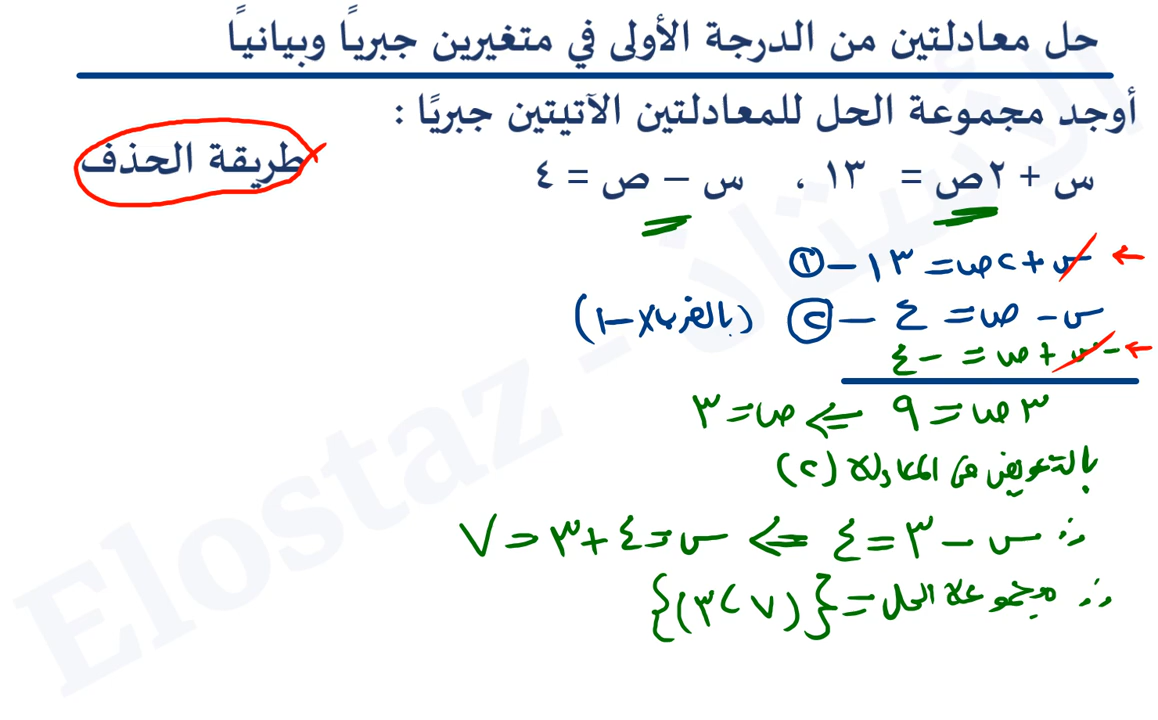 حل معادلتين من الدرجة الأولى في متغيرين جبرياً وبيانياً
أوجد مجموعة الحل للمعادلتين الآتيتين جبريًا :
طريقة الحذف
س + ٢ص = ١٣ ، س – ص = ٤
س + ٢ص = ١٣ – ①
س – ص = ٤ – ② (بالضرب × –١)
– س + ص = – ٤
٣ص = ٩ ⇐ ص = ٣
بالتعويض في المعادلة (٢)
∴ س – ٣ = ٤ ⇐ س = ٤ + ٣ = ٧
∴ مجموعة الحل = {(٧ ، ٣)}
الأستاذ - Elostaz